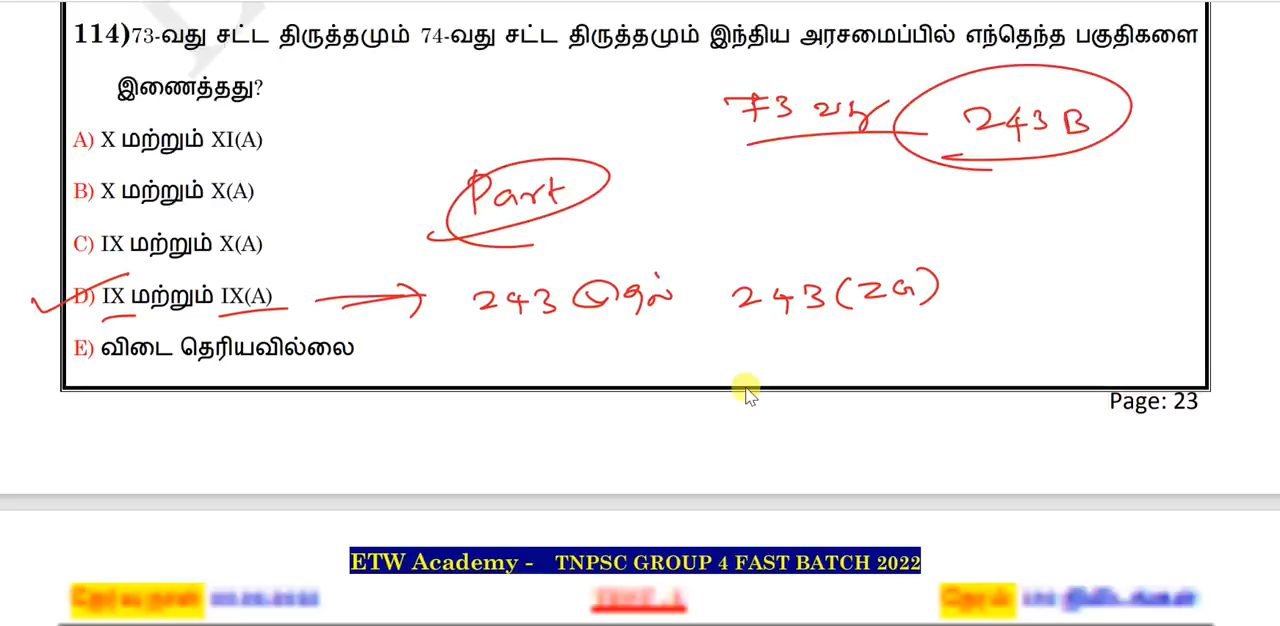 114)73-வது சட்ட திருத்தமும் 74-வது சட்ட திருத்தமும் இந்திய அரசமைப்பில் எந்தெந்த பகுதிகளை
இணைத்தது?
73 வது 243 B
A) X மற்றும் XI(A)
B) X மற்றும் X(A)
Part
C) IX மற்றும் X(A)
D) IX மற்றும் IX(A)
243 முதல் 243
E) விடை தெரியவில்லை
Page: 23
ETW Academy - TNPSC GROUP 4 FAST BATCH 2022